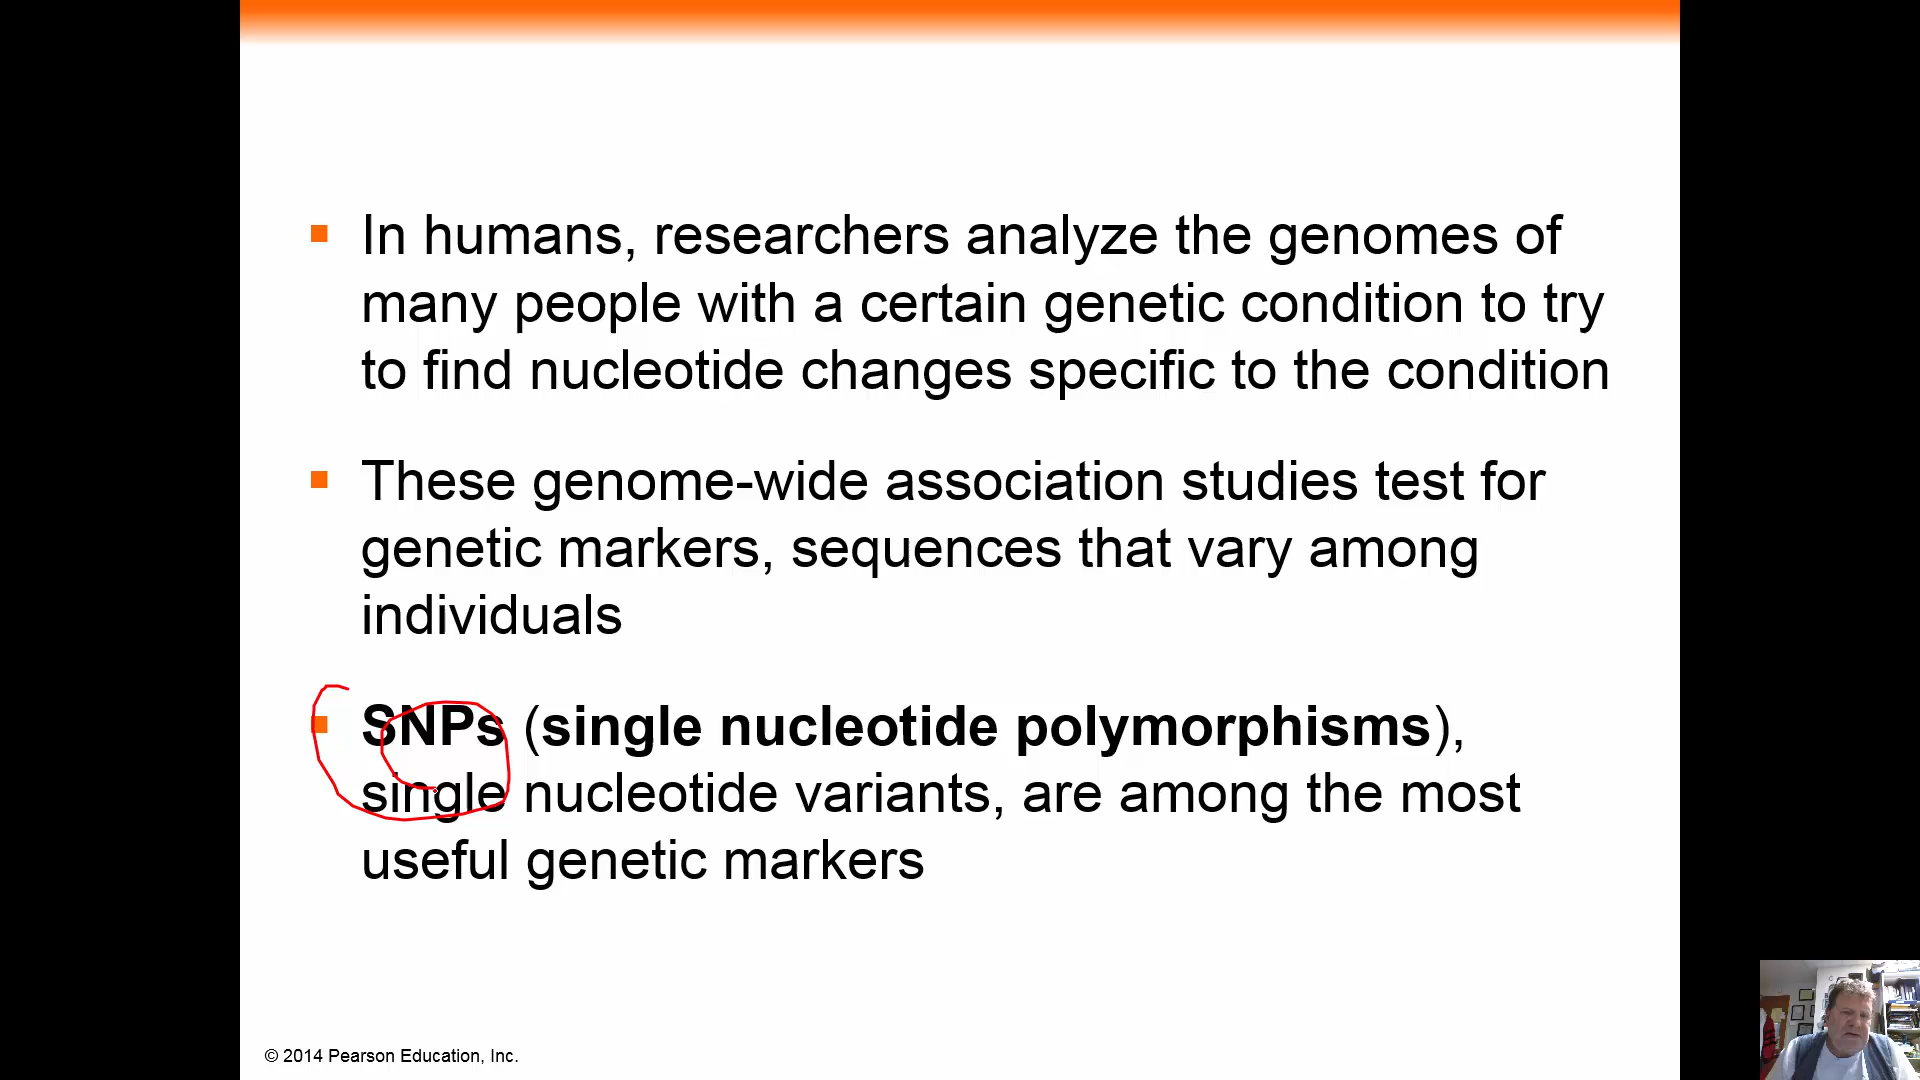 In humans, researchers analyze the genomes of
many people with a certain genetic condition to try
to find nucleotide changes specific to the condition
These genome-wide association studies test for
genetic markers, sequences that vary among
individuals
SNPs (single nucleotide polymorphisms),
single nucleotide variants, are among the most
useful genetic markers
© 2014 Pearson Education, Inc.